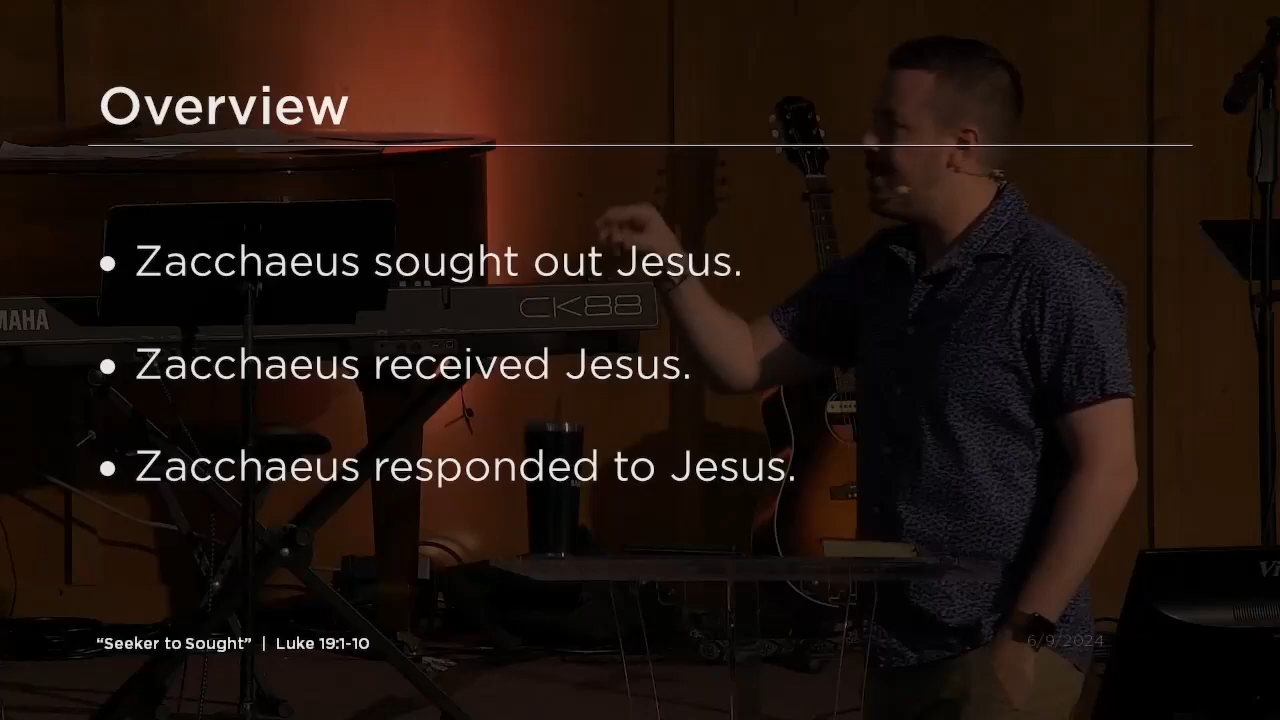 Overview
• Zacchaeus sought out Jesus.
MAHA
CK88
• Zacchaeus received Jesus.
• Zacchaeus responded to Jesus.
“Seeker to Sought” | Luke 19:1-10
6/9/2024